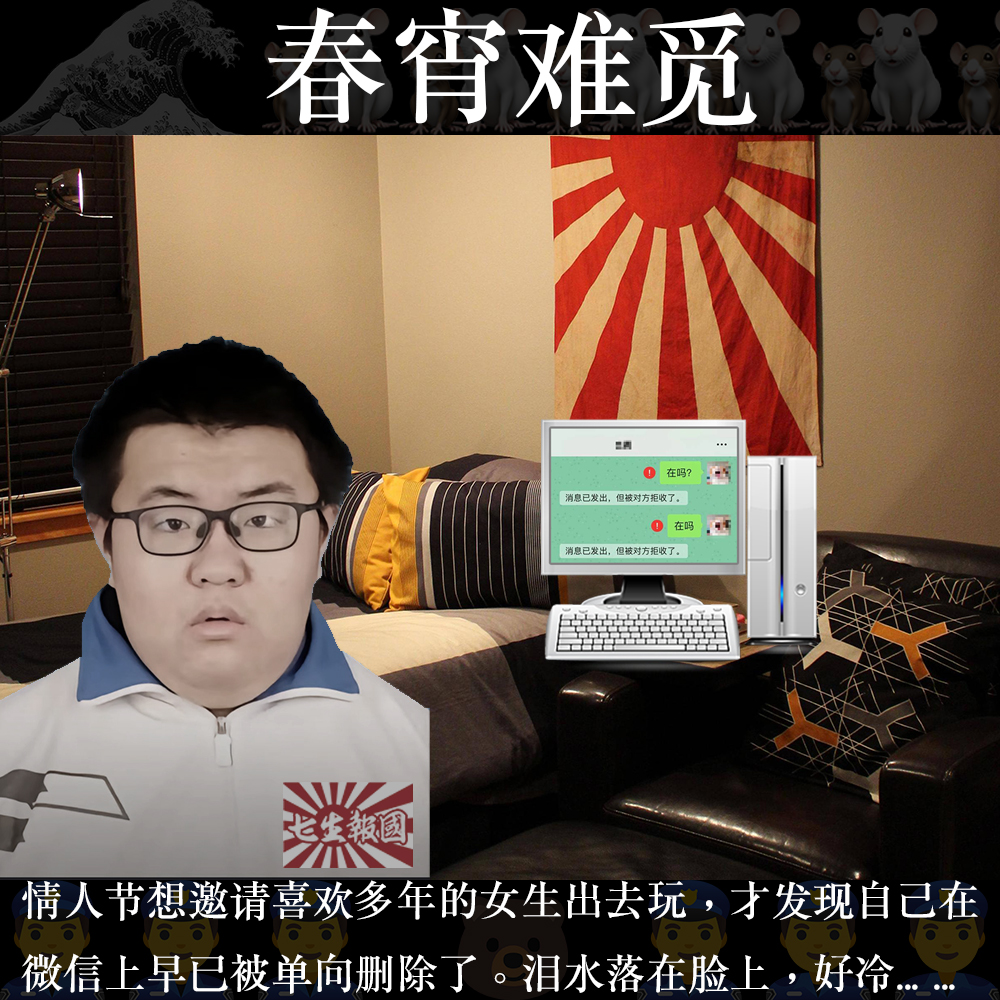 春宵难觅
在吗?
消息已发出，但被对方拒收了。
在吗
消息已发出，但被对方拒收了。
七生報國
情人节想邀请喜欢多年的女生出去玩，才发现自己在
微信上早已被单向删除了。泪水落在脸上，好冷… …